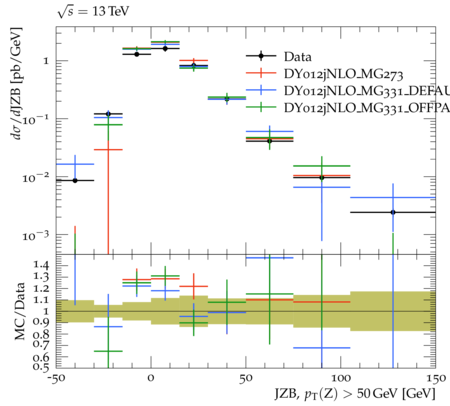 √s = 13 TeV
dσ/dJZB [pb/GeV]
1
10⁻¹
10⁻²
10⁻³
Data
DY012jNLO_MG273
DY012jNLO_MG331_DEFAU
DY012jNLO_MG331_OFFPA
MC/Data
1.4
1.3
1.2
1.1
1
0.9
0.8
0.7
0.6
0.5
-50 0 50 100 150
JZB, pT(Z) > 50 GeV [GeV]